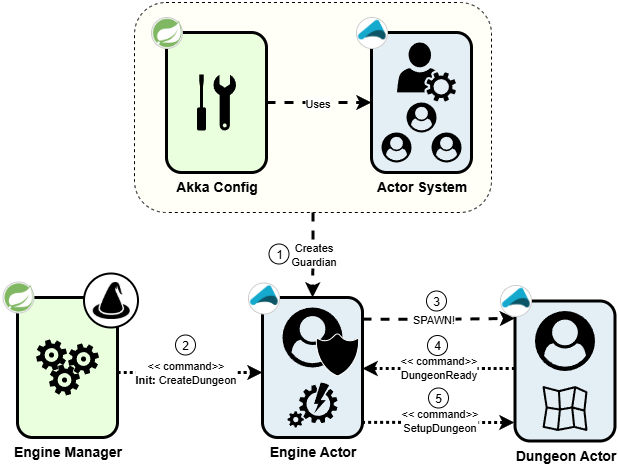 Uses
Akka Config
Actor System
1
Creates
Guardian
2
<< command>>
Init: CreateDungeon
3
SPAWN!
4
<< command>>
DungeonReady
5
<< command>>
SetupDungeon
Engine Manager
Engine Actor
Dungeon Actor